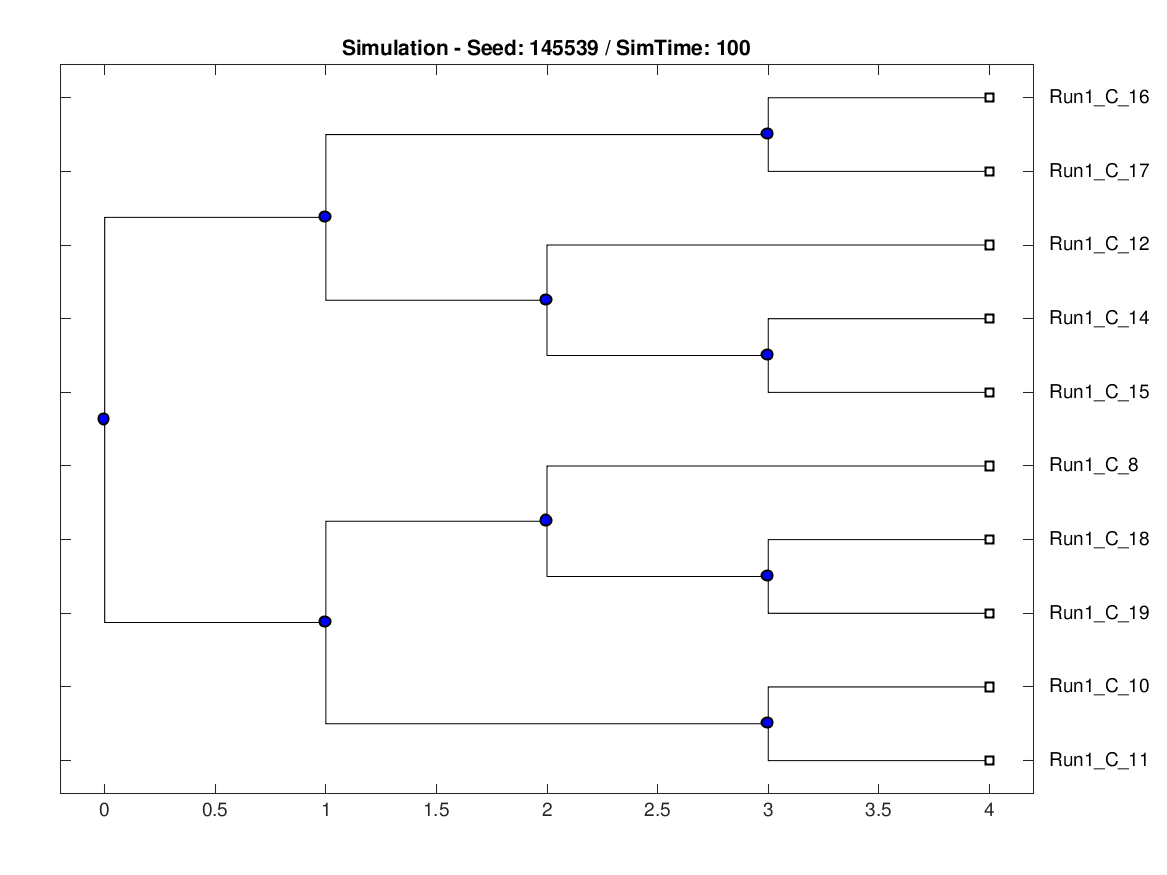 Simulation - Seed: 145539 / SimTime: 100
Run1_C_16
Run1_C_17
Run1_C_12
Run1_C_14
Run1_C_15
Run1_C_8
Run1_C_18
Run1_C_19
Run1_C_10
Run1_C_11
0 0.5 1 1.5 2 2.5 3 3.5 4